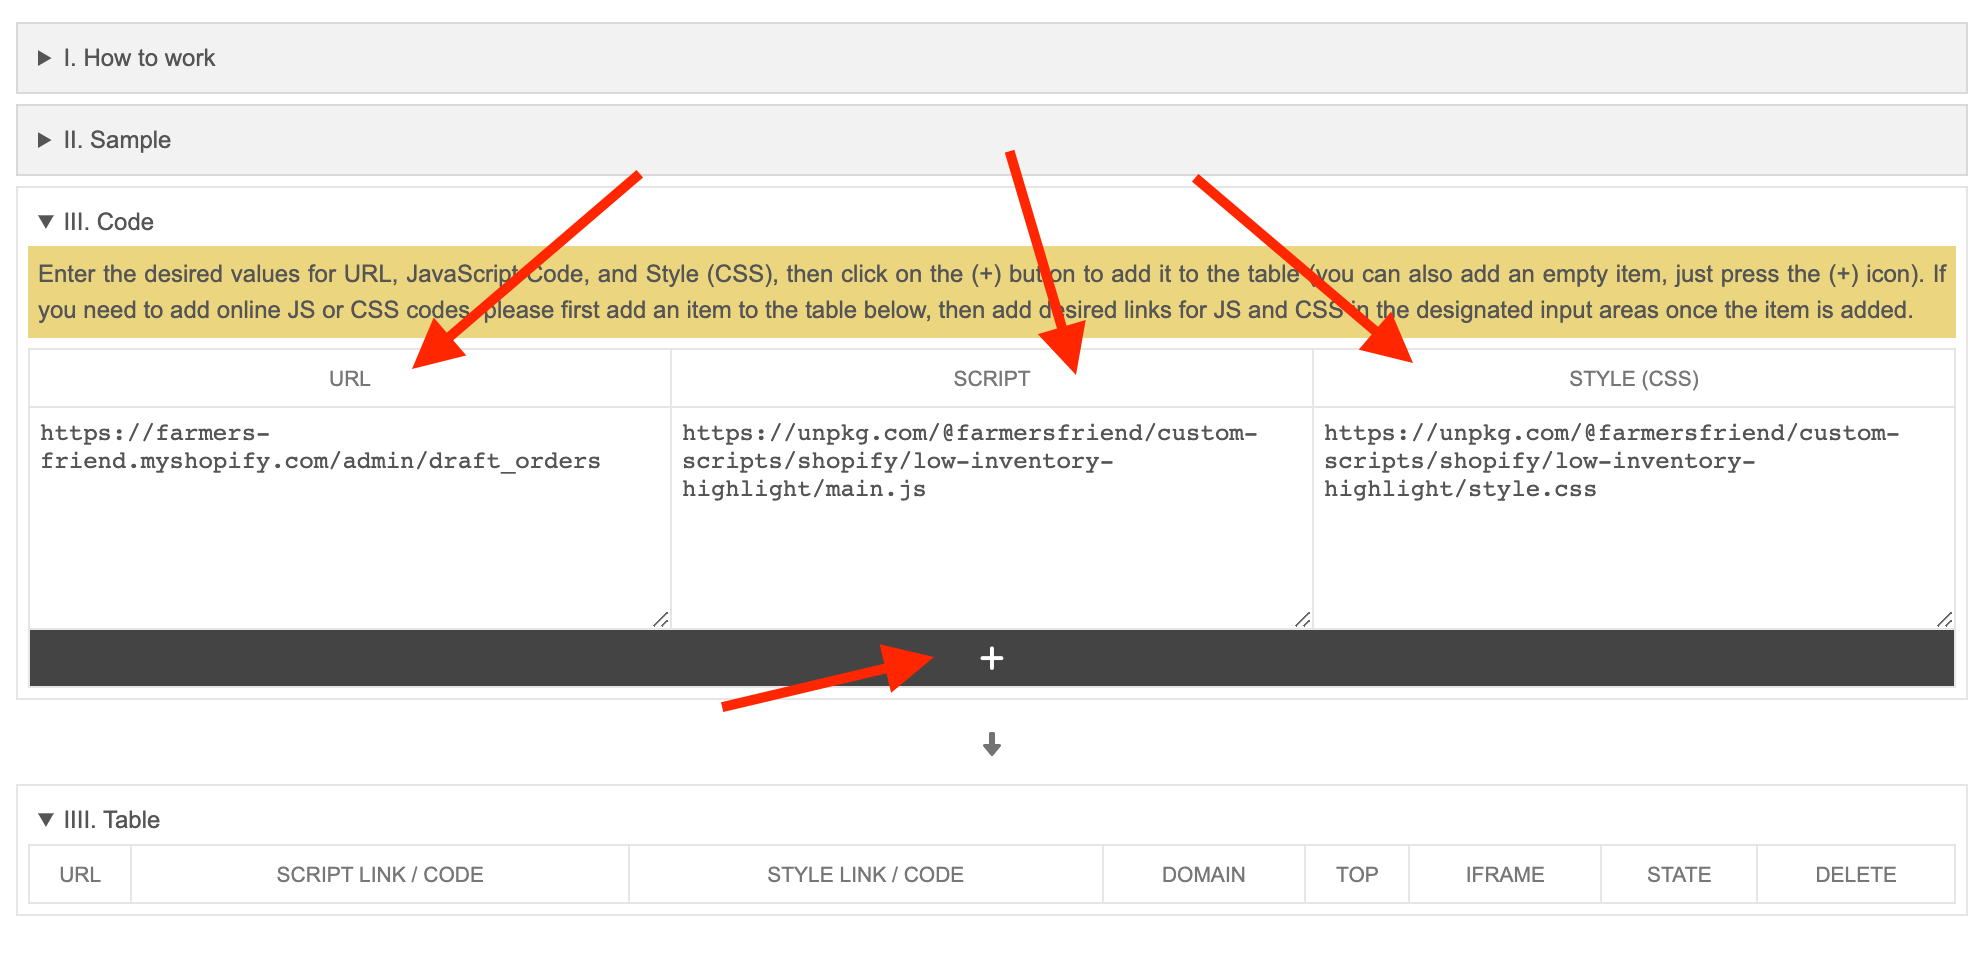 ▶ I. How to work
▶ II. Sample
▼ III. Code
Enter the desired values for URL, JavaScript Code, and Style (CSS), then click on the (+) button to add it to the table (you can also add an empty item, just press the (+) icon). If
you need to add online JS or CSS codes, please first add an item to the table below, then add desired links for JS and CSS in the designated input areas once the item is added.
URL SCRIPT STYLE (CSS)
https://farmers-
friend.myshopify.com/admin/draft_orders
https://unpkg.com/@farmersfriend/custom-
scripts/shopify/low-inventory-
highlight/main.js
https://unpkg.com/@farmersfriend/custom-
scripts/shopify/low-inventory-
highlight/style.css
+
▼ IIII. Table
URL SCRIPT LINK / CODE STYLE LINK / CODE DOMAIN TOP IFRAME STATE DELETE